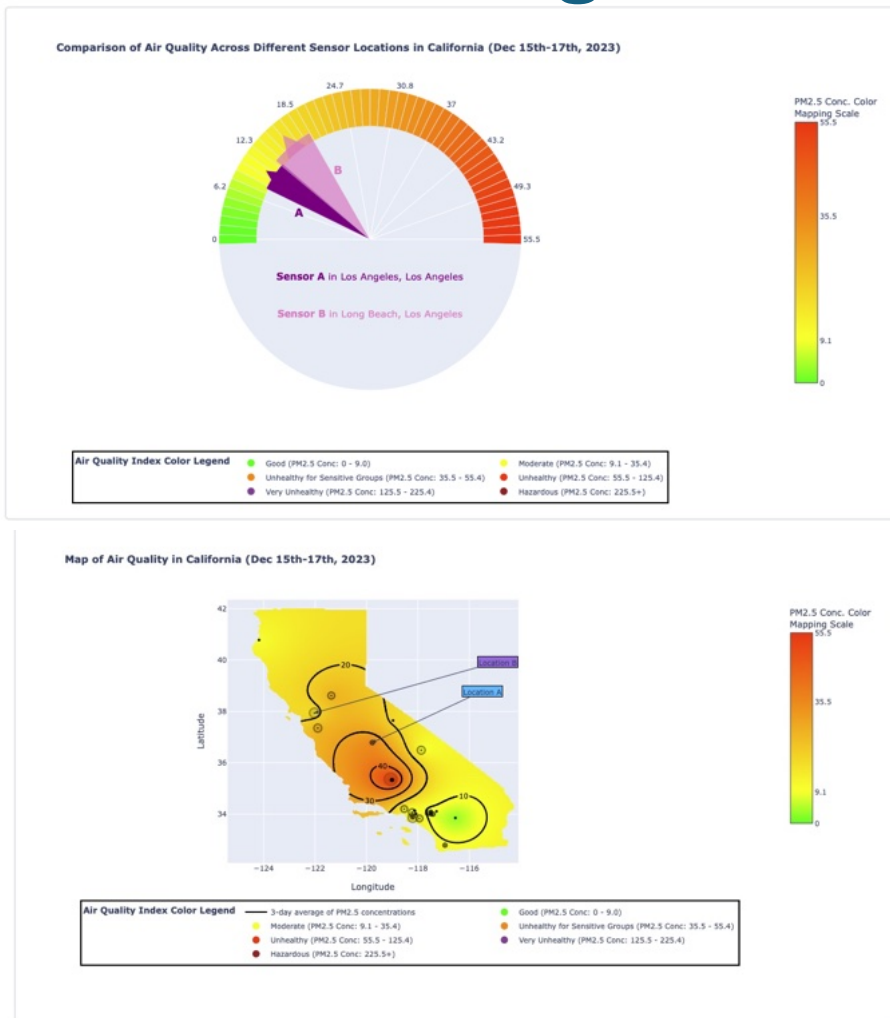 Comparison of Air Quality Across Different Sensor Locations in California (Dec 15th-17th, 2023)
24.7
30.8
18.5
37
12.3
43.2
6.2
49.3
0
55.5
B
A
Sensor A in Los Angeles, Los Angeles
Sensor B in Long Beach, Los Angeles
PM2.5 Conc. Color
Mapping Scale
55.5
35.5
9.1
0
Air Quality Index Color Legend
Good (PM2.5 Conc: 0 - 9.0)
Moderate (PM2.5 Conc: 9.1 - 35.4)
Unhealthy for Sensitive Groups (PM2.5 Conc: 35.5 - 55.4)
Unhealthy (PM2.5 Conc: 55.5 - 125.4)
Very Unhealthy (PM2.5 Conc: 125.5 - 225.4)
Hazardous (PM2.5 Conc: 225.5+)
Map of Air Quality in California (Dec 15th-17th, 2023)
42
40
38
36
34
Latitude
20
40
30
10
Location B
Location A
−124
−122
−120
−118
−116
Longitude
PM2.5 Conc. Color
Mapping Scale
55.5
35.5
9.1
0
Air Quality Index Color Legend
3-day average of PM2.5 concentrations
Good (PM2.5 Conc: 0 - 9.0)
Moderate (PM2.5 Conc: 9.1 - 35.4)
Unhealthy for Sensitive Groups (PM2.5 Conc: 35.5 - 55.4)
Unhealthy (PM2.5 Conc: 55.5 - 125.4)
Very Unhealthy (PM2.5 Conc: 125.5 - 225.4)
Hazardous (PM2.5 Conc: 225.5+)